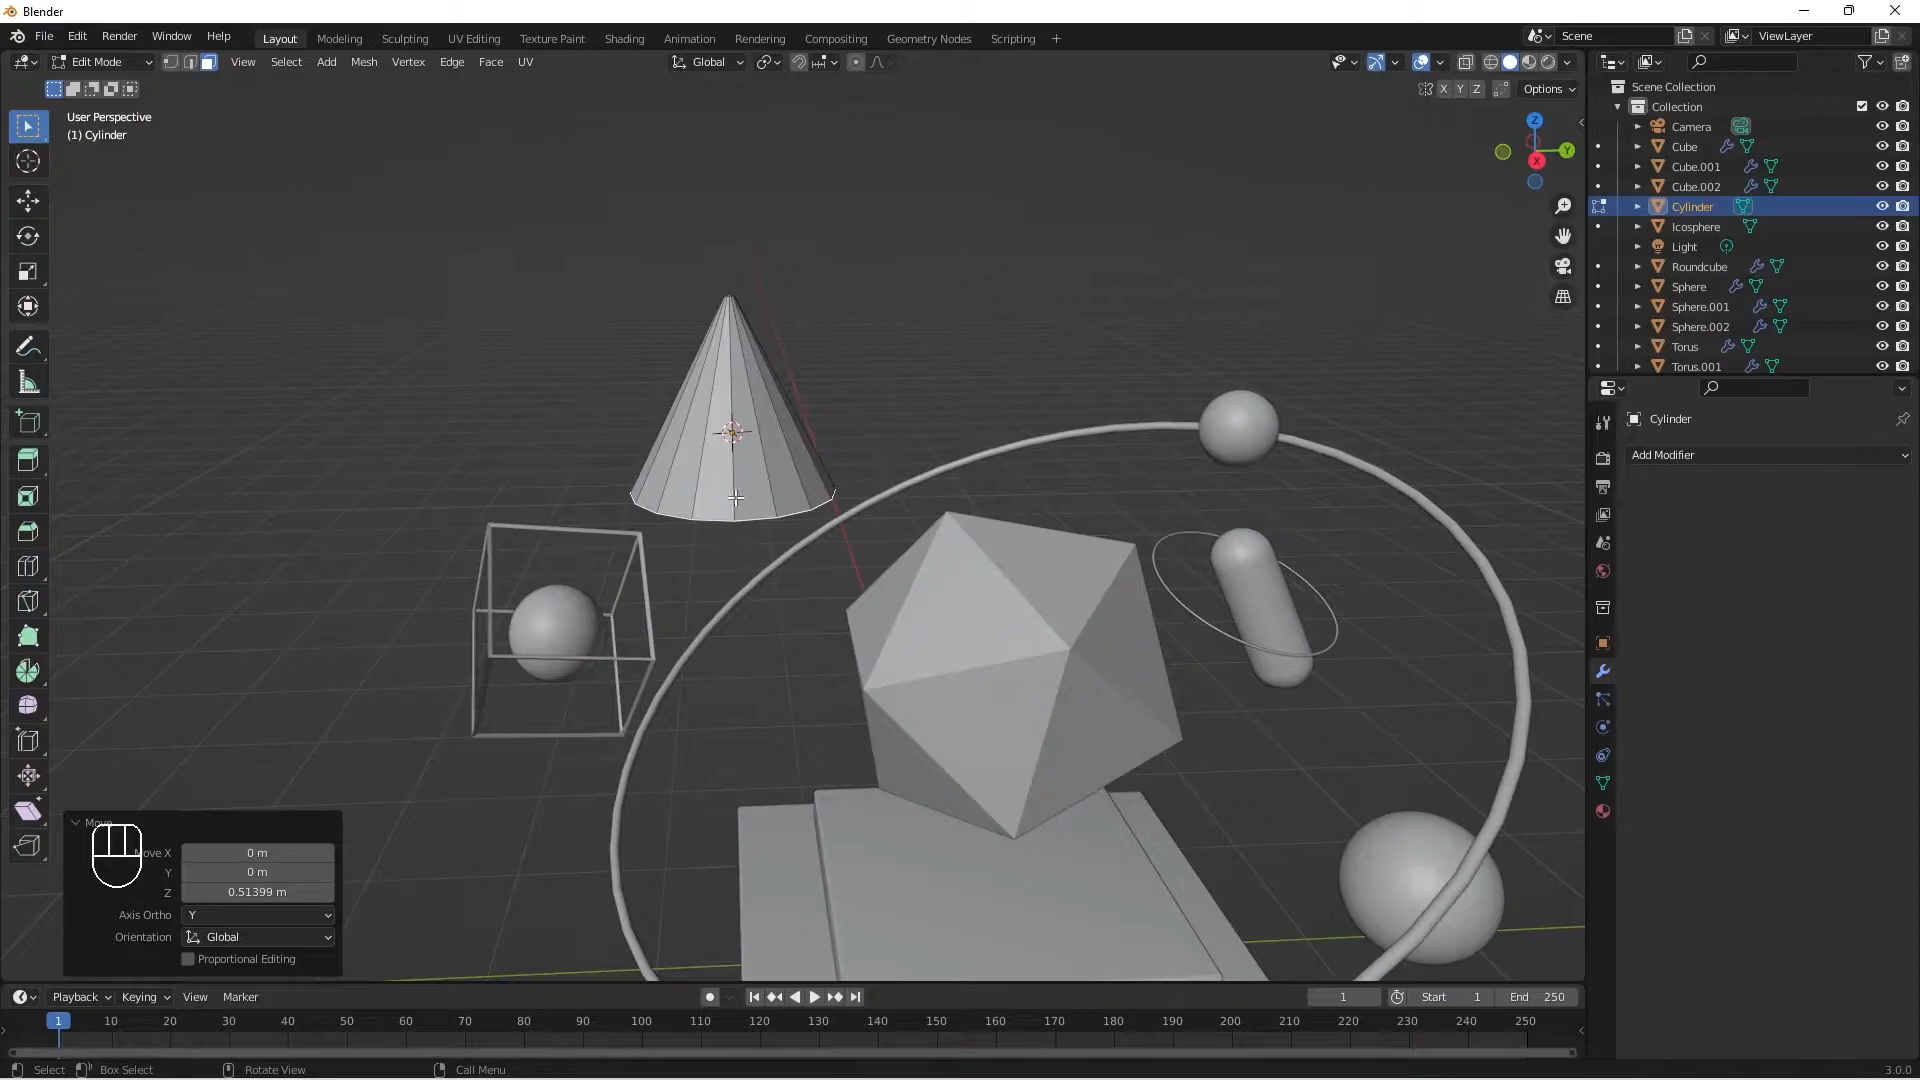 Blender
File Edit Render Window Help
Layout Modeling Sculpting UV Editing Texture Paint Shading Animation Rendering Compositing Geometry Nodes Scripting +
Scene
ViewLayer
Edit Mode
View Select Add Mesh Vertex Edge Face UV
Global
X Y Z
Options
User Perspective
(1) Cylinder
Z
Y
X
Scene Collection
Collection
Camera
Cube
Cube.001
Cube.002
Cylinder
Icosphere
Light
Roundcube
Sphere
Sphere.001
Sphere.002
Torus
Torus.001
Cylinder
Add Modifier
Move
Move X 0 m
Y 0 m
Z 0.51399 m
Axis Ortho Y
Orientation Global
Proportional Editing
Playback Keying View Marker
1
Start 1 End 250
1 10 20 30 40 50 60 70 80 90 100 110 120 130 140 150 160 170 180 190 200 210 220 230 240 250
Select Box Select Rotate View Call Menu
3.0.0